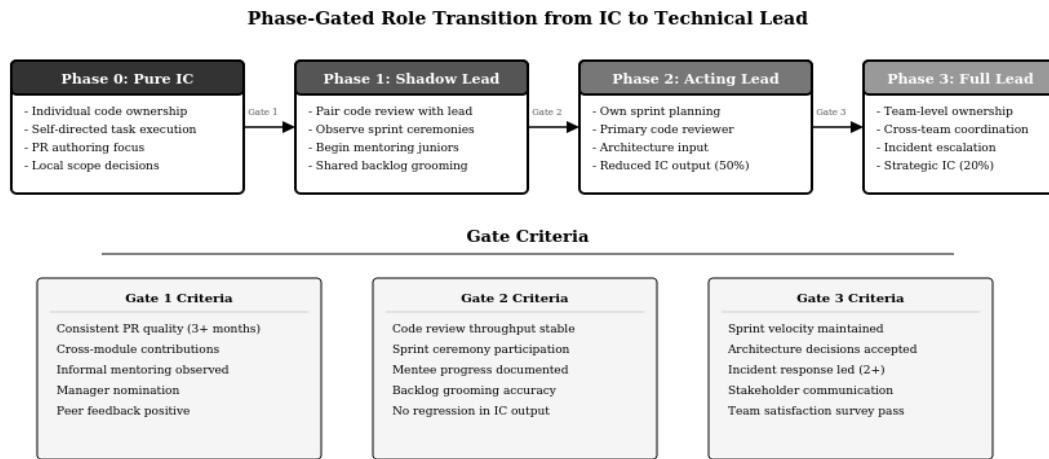 Phase-Gated Role Transition from IC to Technical Lead
Phase 0: Pure IC
- Individual code ownership
- Self-directed task execution
- PR authoring focus
- Local scope decisions
Gate 1
Phase 1: Shadow Lead
- Pair code review with lead
- Observe sprint ceremonies
- Begin mentoring juniors
- Shared backlog grooming
Gate 2
Phase 2: Acting Lead
- Own sprint planning
- Primary code reviewer
- Architecture input
- Reduced IC output (50%)
Gate 3
Phase 3: Full Lead
- Team-level ownership
- Cross-team coordination
- Incident escalation
- Strategic IC (20%)
Gate Criteria
Gate 1 Criteria
Consistent PR quality (3+ months)
Cross-module contributions
Informal mentoring observed
Manager nomination
Peer feedback positive
Gate 2 Criteria
Code review throughput stable
Sprint ceremony participation
Mentee progress documented
Backlog grooming accuracy
No regression in IC output
Gate 3 Criteria
Sprint velocity maintained
Architecture decisions accepted
Incident response led (2+)
Stakeholder communication
Team satisfaction survey pass